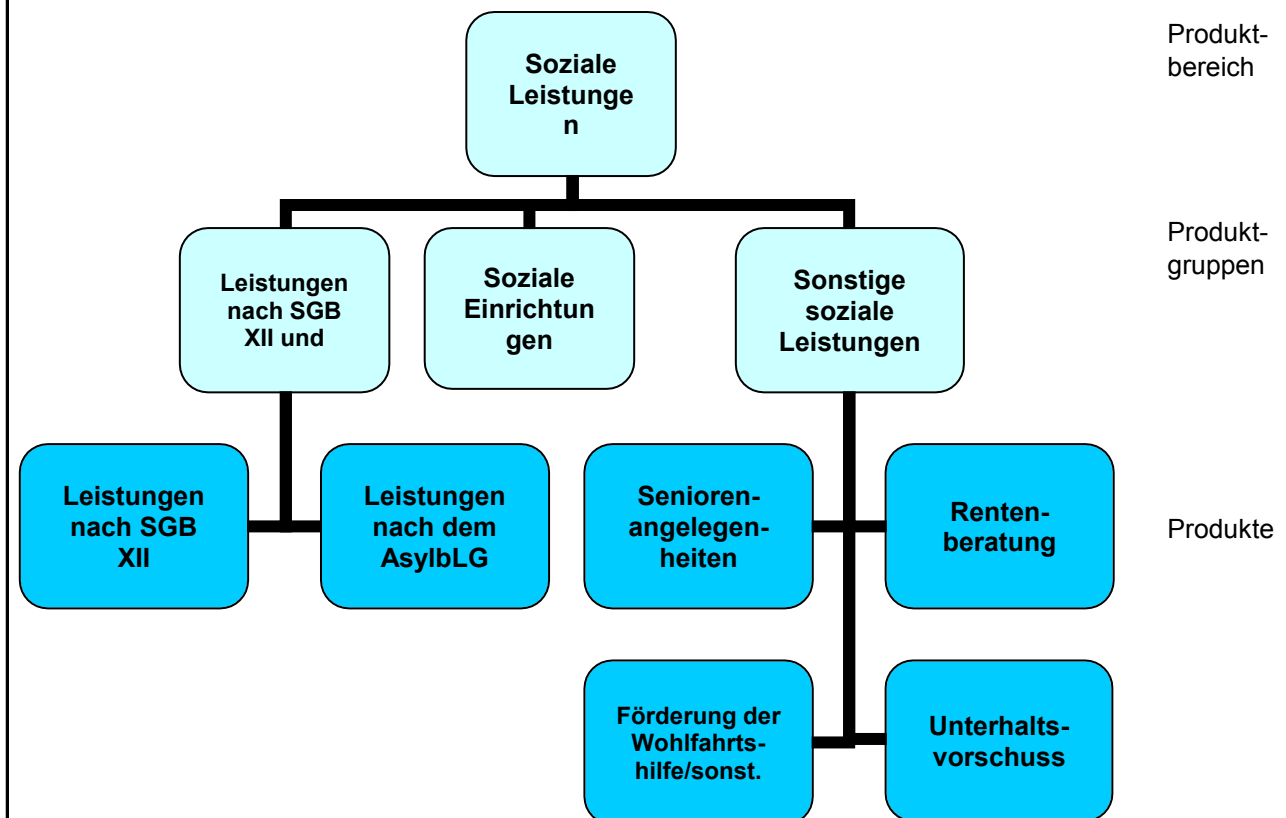 Soziale
Leistunge
n
Produkt-
bereich
Leistungen
nach SGB
XII und
Soziale
Einrichtun
gen
Sonstige
soziale
Leistungen
Produkt-
gruppen
Leistungen
nach SGB
XII
Leistungen
nach dem
AsylbLG
Senioren-
angelegen-
heiten
Renten-
beratung
Produkte
Förderung der
Wohlfahrts-
hilfe/sonst.
Unterhalts-
vorschuss